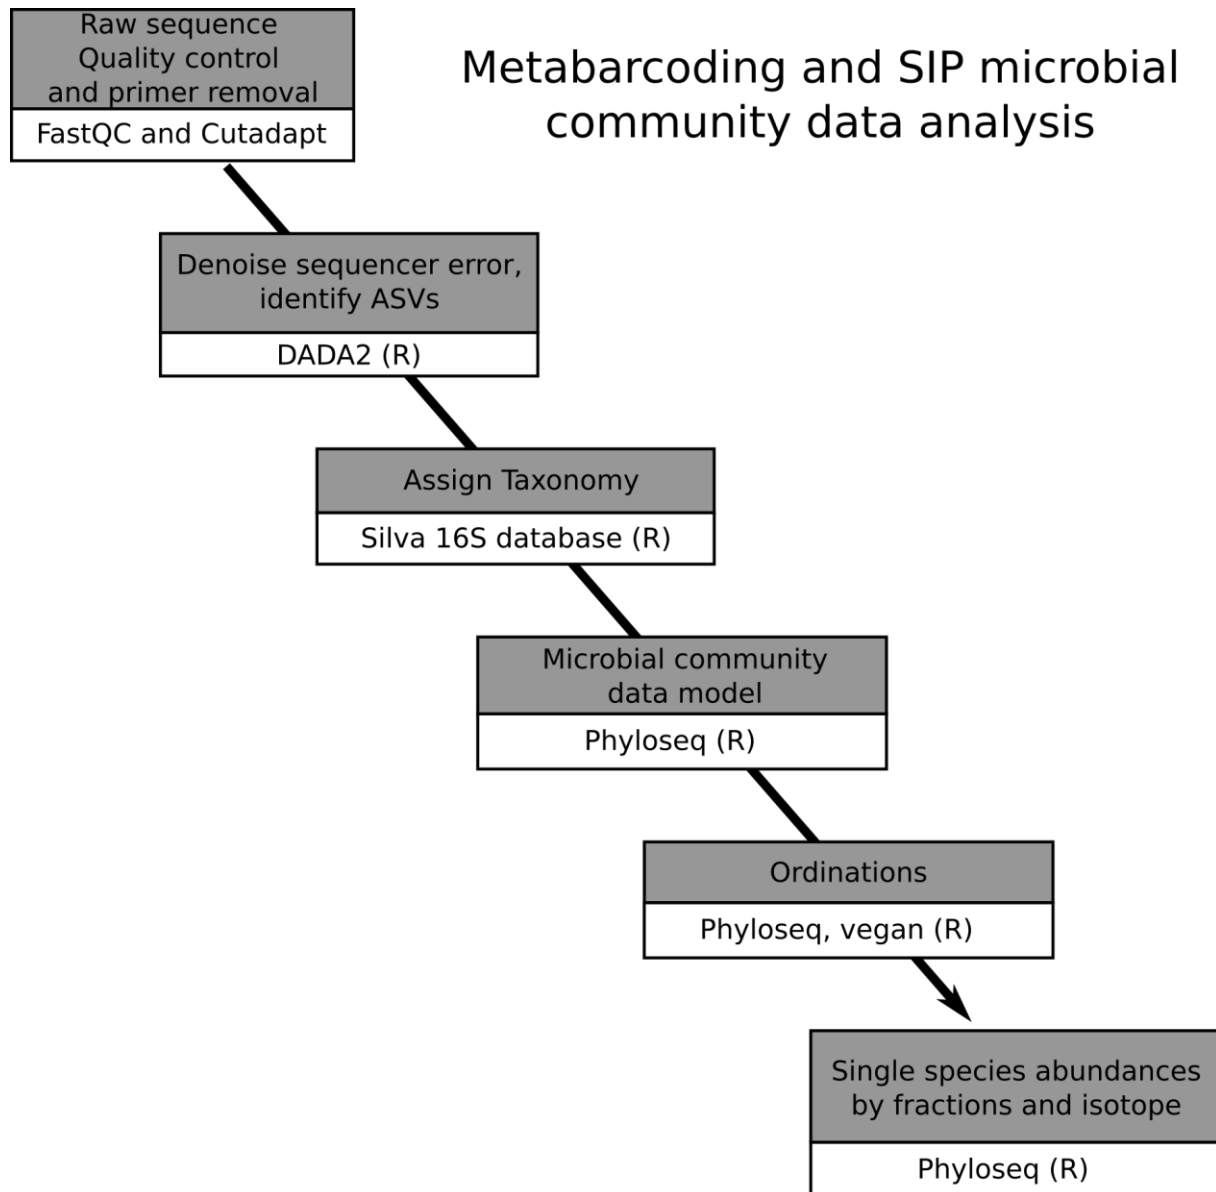 Raw sequence
Quality control
and primer removal
FastQC and Cutadapt
Metabarcoding and SIP microbial
community data analysis
Denoise sequencer error,
identify ASVs
DADA2 (R)
Assign Taxonomy
Silva 16S database (R)
Microbial community
data model
Phyloseq (R)
Ordinations
Phyloseq, vegan (R)
Single species abundances
by fractions and isotope
Phyloseq (R)